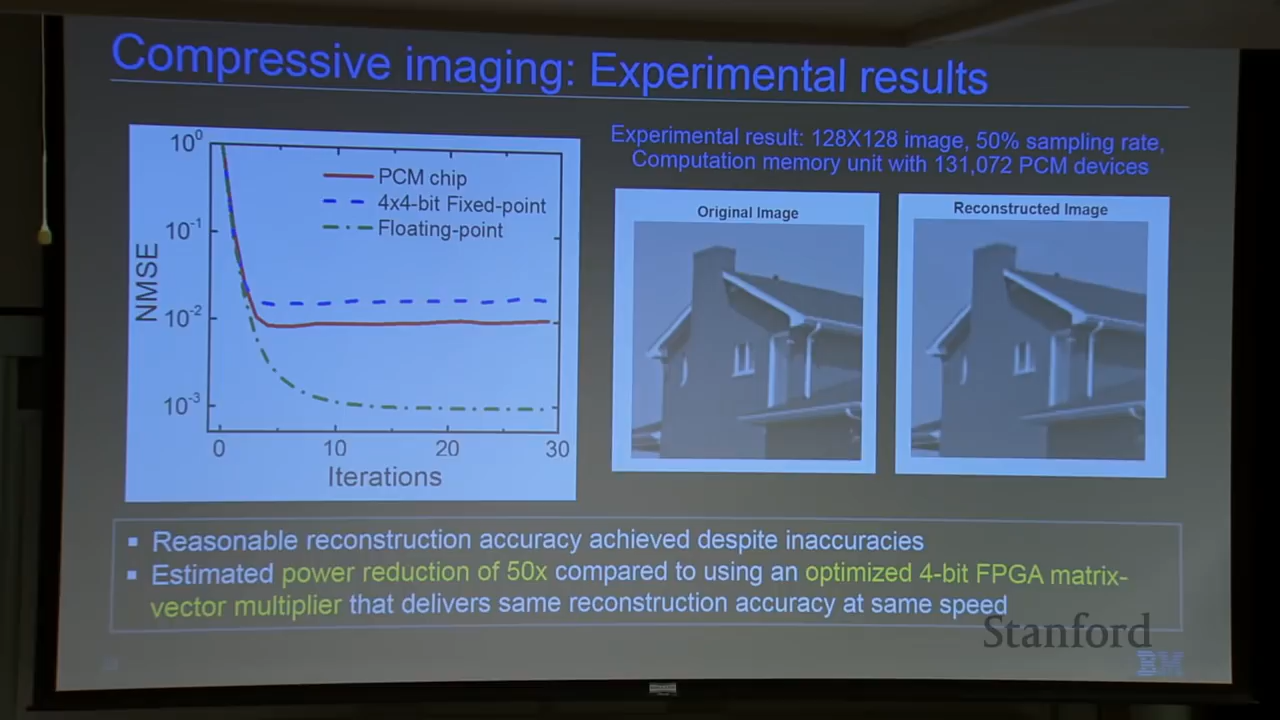 Compressive imaging: Experimental results
10⁰
10⁻¹
10⁻²
10⁻³
NMSE
PCM chip
4x4-bit Fixed-point
Floating-point
0 10 20 30
Iterations
Experimental result: 128X128 image, 50% sampling rate,
Computation memory unit with 131,072 PCM devices
Original Image
Reconstructed Image
▪ Reasonable reconstruction accuracy achieved despite inaccuracies
▪ Estimated power reduction of 50x compared to using an optimized 4-bit FPGA matrix-
vector multiplier that delivers same reconstruction accuracy at same speed
Stanford
IBM